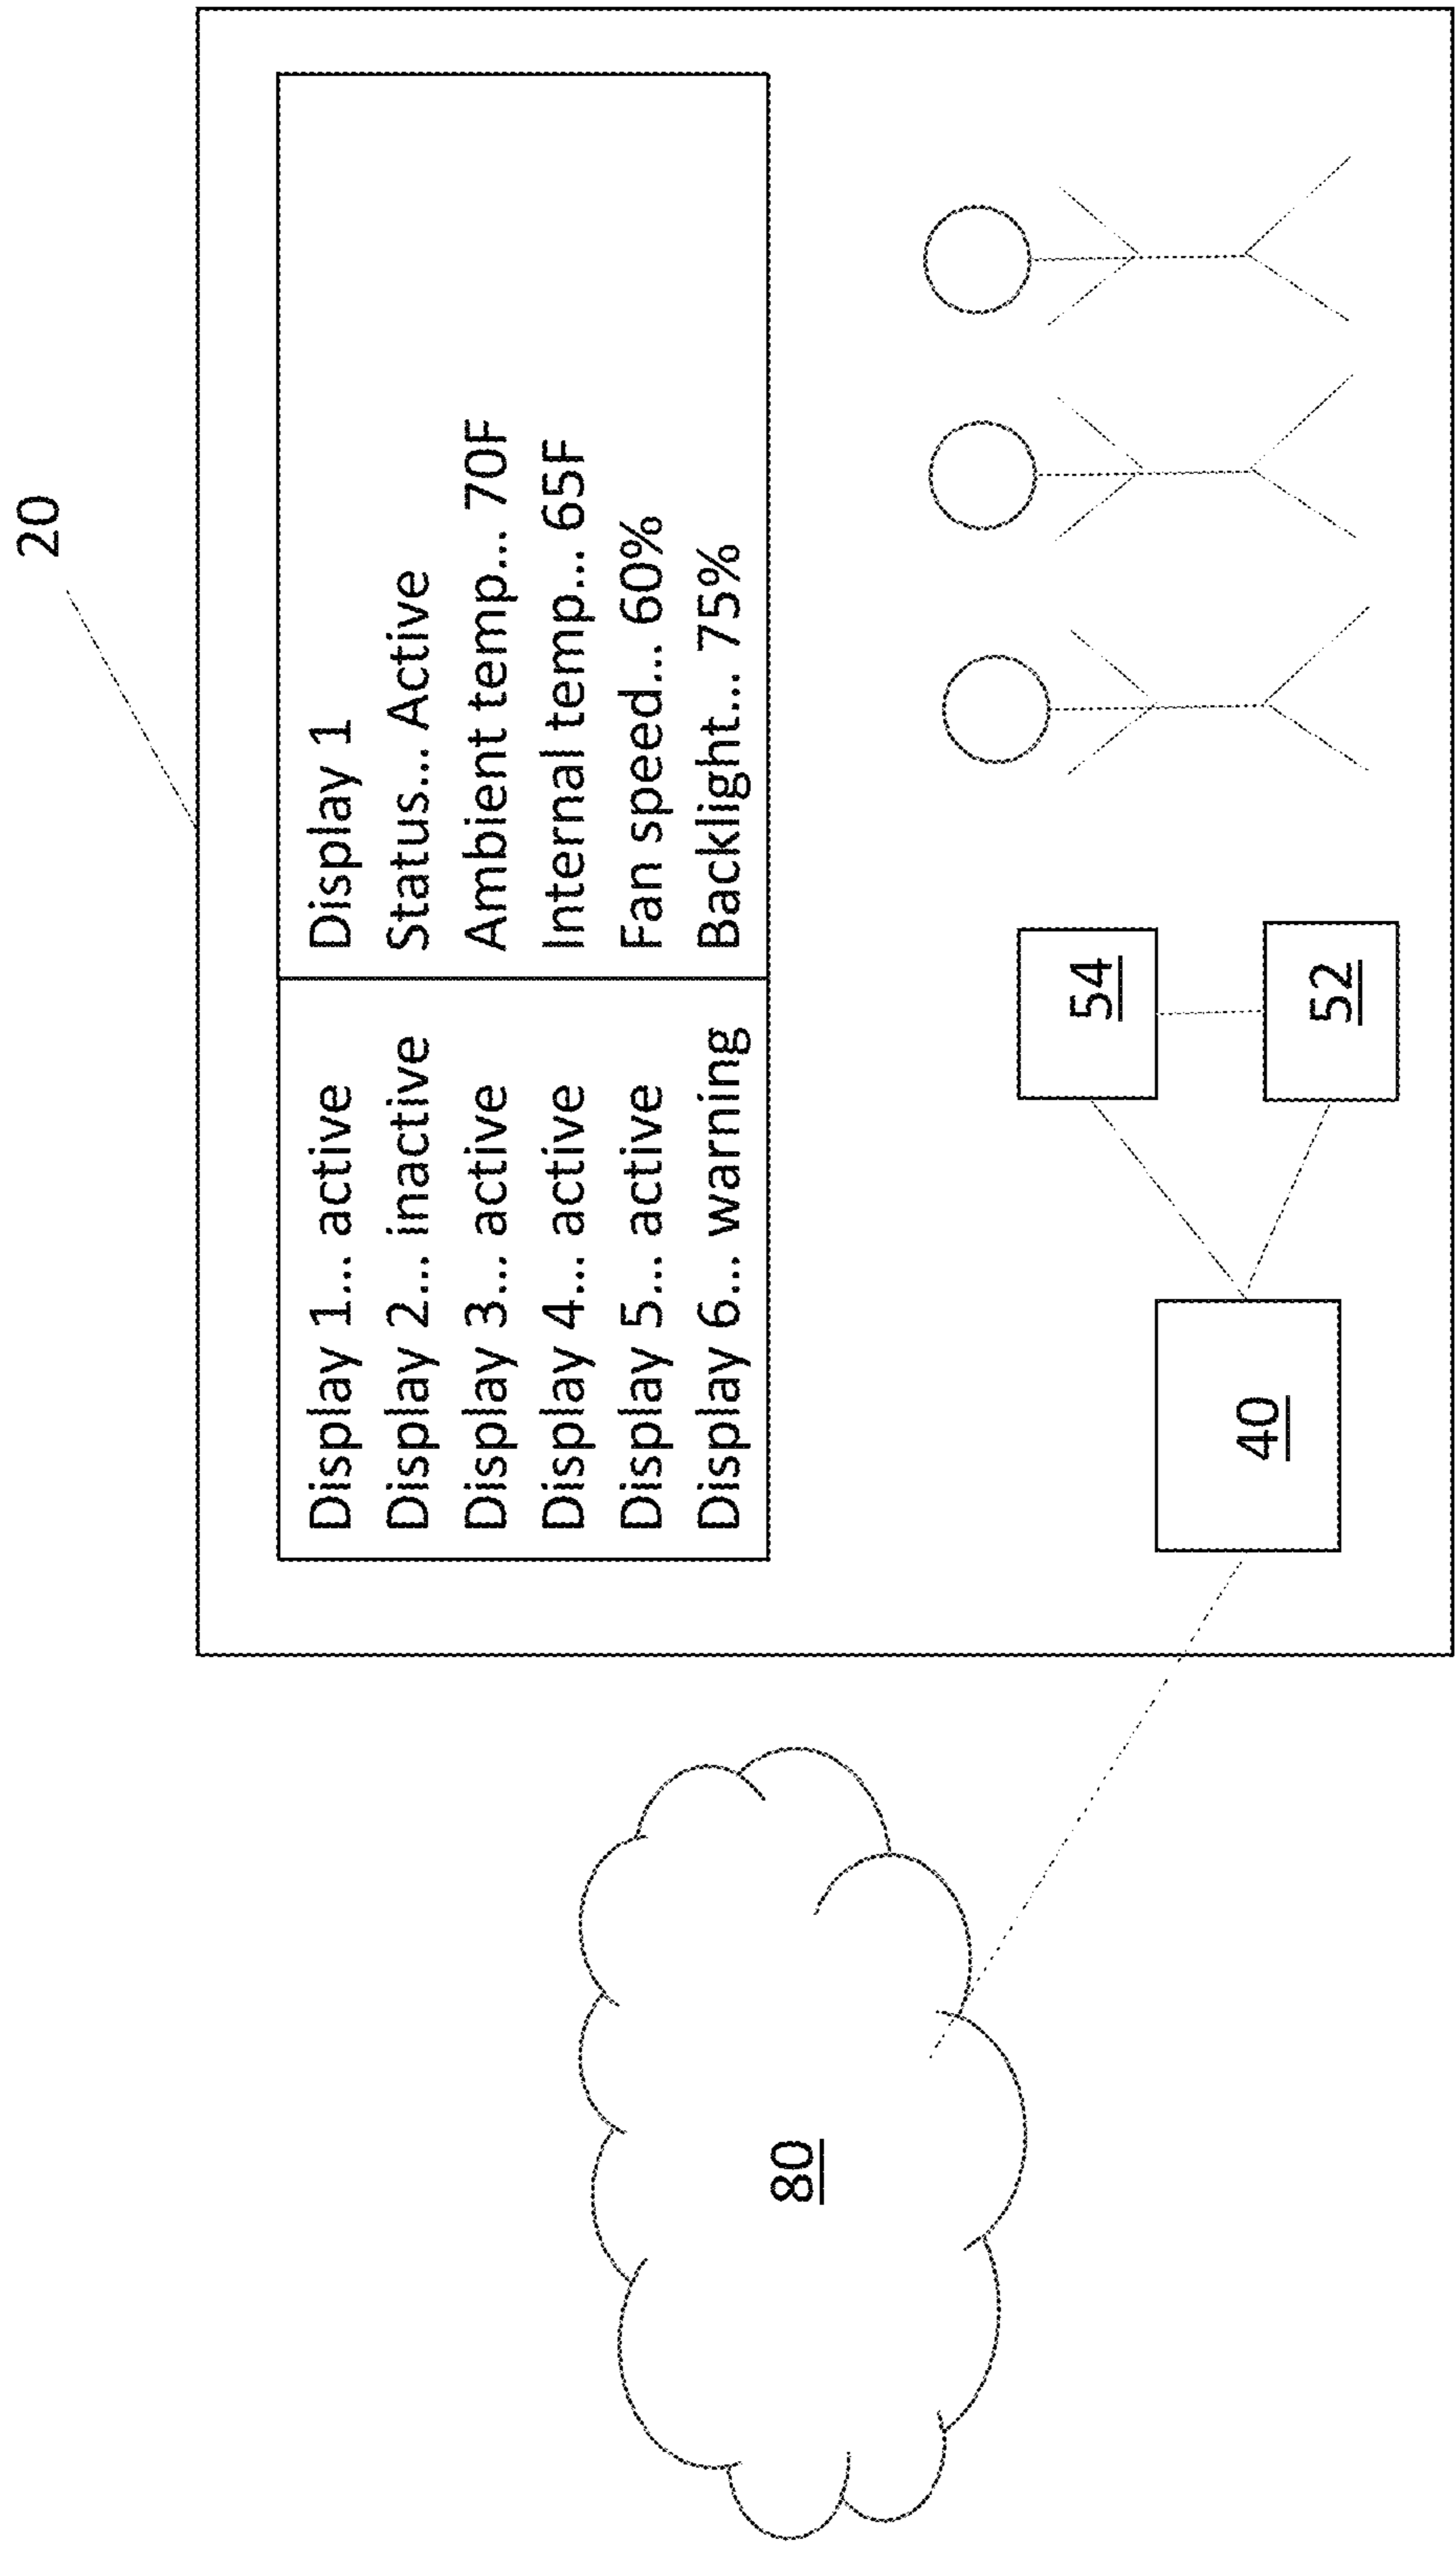 20
Display 1... active
Display 2... inactive
Display 3... active
Display 4... active
Display 5... active
Display 6... warning
Display 1
Status... Active
Ambient temp... 70F
Internal temp... 65F
Fan speed... 60%
Backlight... 75%
80
40
54
52